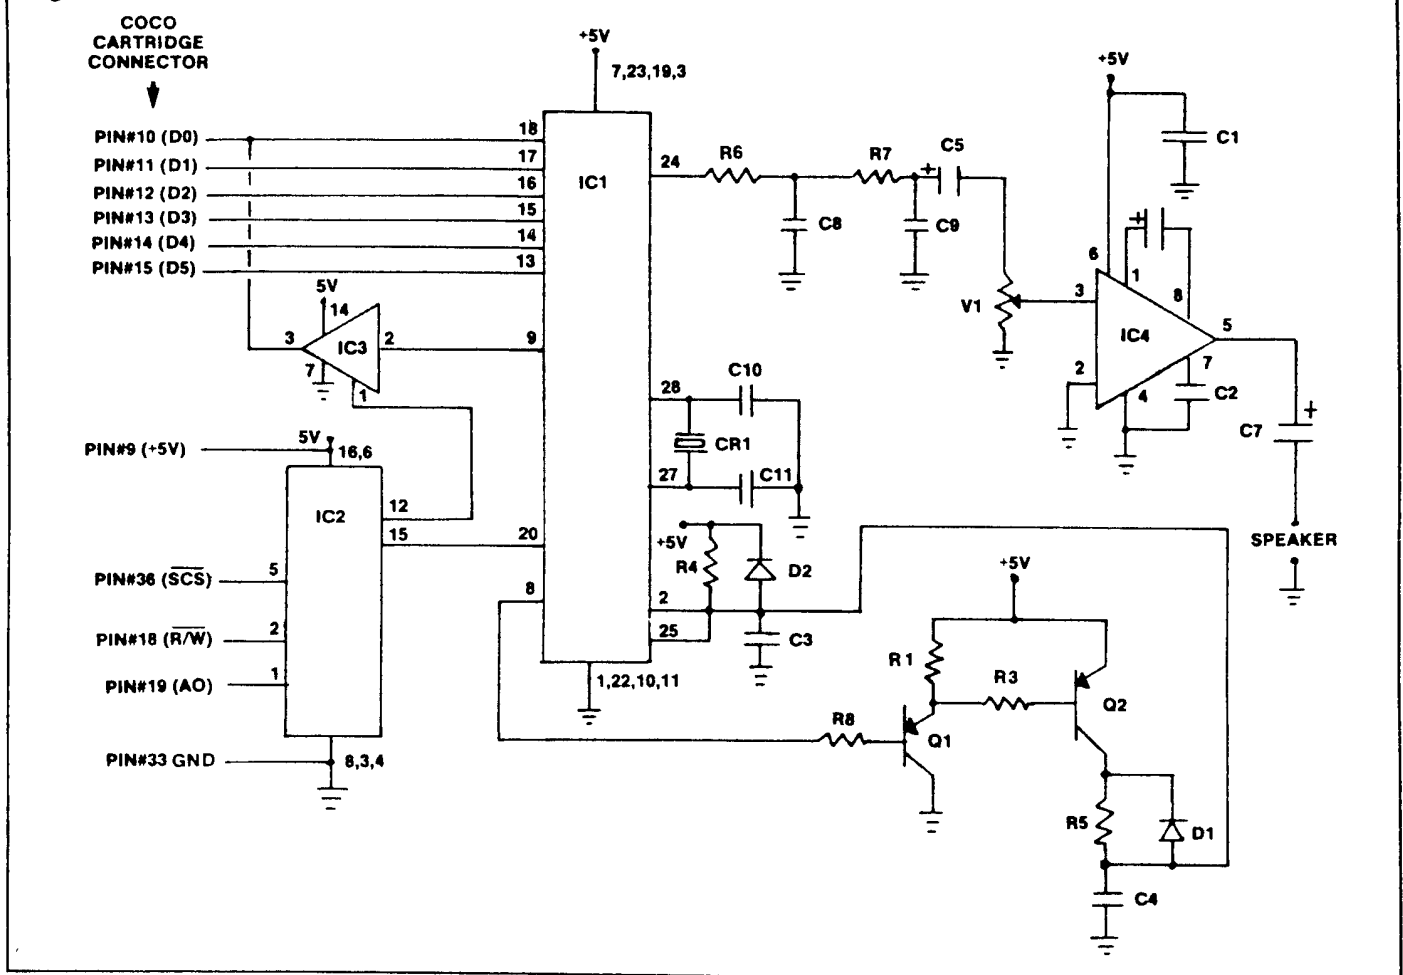 COCO
CARTRIDGE
CONNECTOR
PIN#10 (D0)
PIN#11 (D1)
PIN#12 (D2)
PIN#13 (D3)
PIN#14 (D4)
PIN#15 (D5)
+5V
7,23,19,3
18
17
16
15
14
13
IC1
24
R6
R7
+
C5
C8
C9
V1
+5V
C1
+
6
1
8
3
IC4
5
2
4
7
C2
+
C7
SPEAKER
5V
14
3
IC3
2
9
7
1
28
C10
CR1
27
C11
PIN#9 (+5V)
5V
16,6
IC2
12
15
20
+5V
R4
D2
PIN#36 (SCS)
5
8
2
25
C3
PIN#18 (R/W)
2
PIN#19 (AO)
1
1,22,10,11
PIN#33 GND
8,3,4
+5V
R1
R3
Q2
R8
Q1
R5
D1
C4